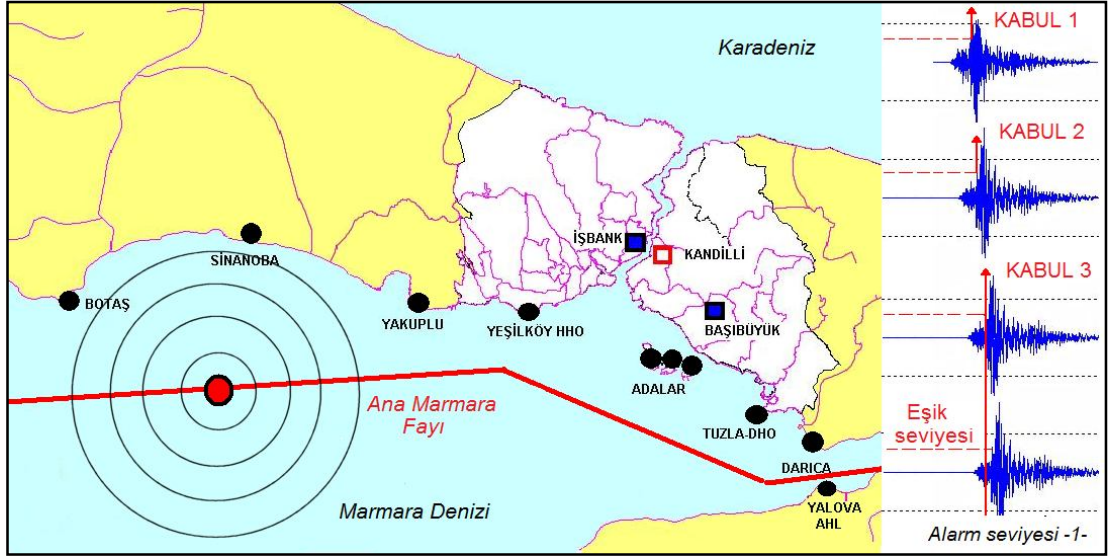 Karadeniz
İŞBANK
KANDİLLİ
SİNANOBA
BOTAŞ
YAKUPLU
YEŞİLKÖY HHO
BAŞIBÜYÜK
ADALAR
Ana Marmara
Fayı
TUZLA-DHO
DARICA
YALOVA
AHL
Marmara Denizi
KABUL 1
KABUL 2
KABUL 3
Eşik
seviyesi
Alarm seviyesi -1-